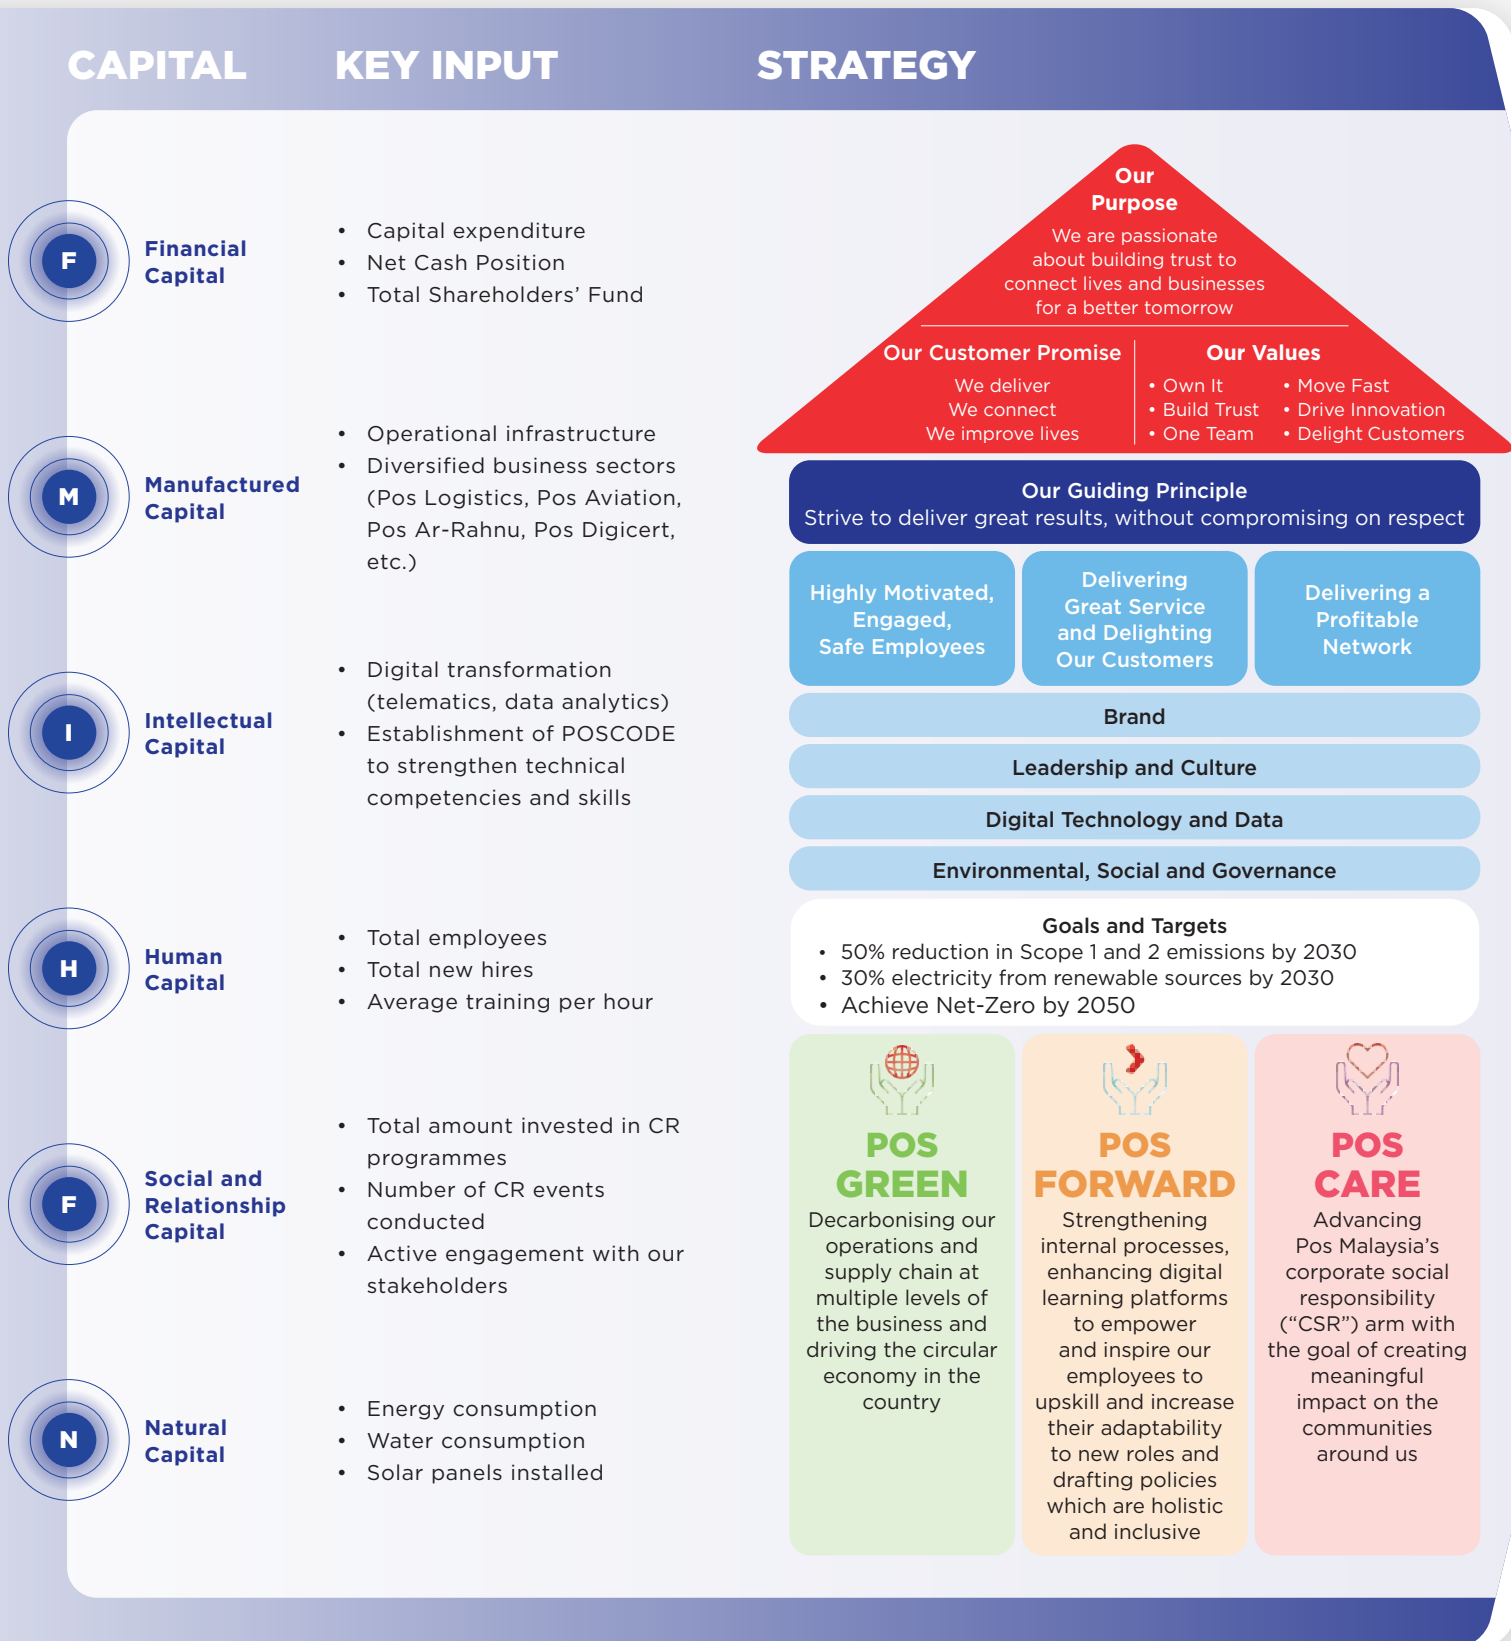 CAPITAL
KEY INPUT
STRATEGY
F
Financial
Capital
• Capital expenditure
• Net Cash Position
• Total Shareholders’ Fund
M
Manufactured
Capital
• Operational infrastructure
• Diversified business sectors
(Pos Logistics, Pos Aviation,
Pos Ar-Rahnu, Pos Digicert,
etc.)
I
Intellectual
Capital
• Digital transformation
(telematics, data analytics)
• Establishment of POSCODE
to strengthen technical
competencies and skills
H
Human
Capital
• Total employees
• Total new hires
• Average training per hour
F
Social and
Relationship
Capital
• Total amount invested in CR
programmes
• Number of CR events
conducted
• Active engagement with our
stakeholders
N
Natural
Capital
• Energy consumption
• Water consumption
• Solar panels installed
Our
Purpose
We are passionate
about building trust to
connect lives and businesses
for a better tomorrow
Our Customer Promise
We deliver
We connect
We improve lives
Our Values
• Own It
• Build Trust
• One Team
• Move Fast
• Drive Innovation
• Delight Customers
Our Guiding Principle
Strive to deliver great results, without compromising on respect
Highly Motivated,
Engaged,
Safe Employees
Delivering
Great Service
and Delighting
Our Customers
Delivering a
Profitable
Network
Brand
Leadership and Culture
Digital Technology and Data
Environmental, Social and Governance
Goals and Targets
• 50% reduction in Scope 1 and 2 emissions by 2030
• 30% electricity from renewable sources by 2030
• Achieve Net-Zero by 2050
POS
GREEN
Decarbonising our
operations and
supply chain at
multiple levels of
the business and
driving the circular
economy in the
country
POS
FORWARD
Strengthening
internal processes,
enhancing digital
learning platforms
to empower
and inspire our
employees to
upskill and increase
their adaptability
to new roles and
drafting policies
which are holistic
and inclusive
POS
CARE
Advancing
Pos Malaysia’s
corporate social
responsibility
(“CSR”) arm with
the goal of creating
meaningful
impact on the
communities
around us